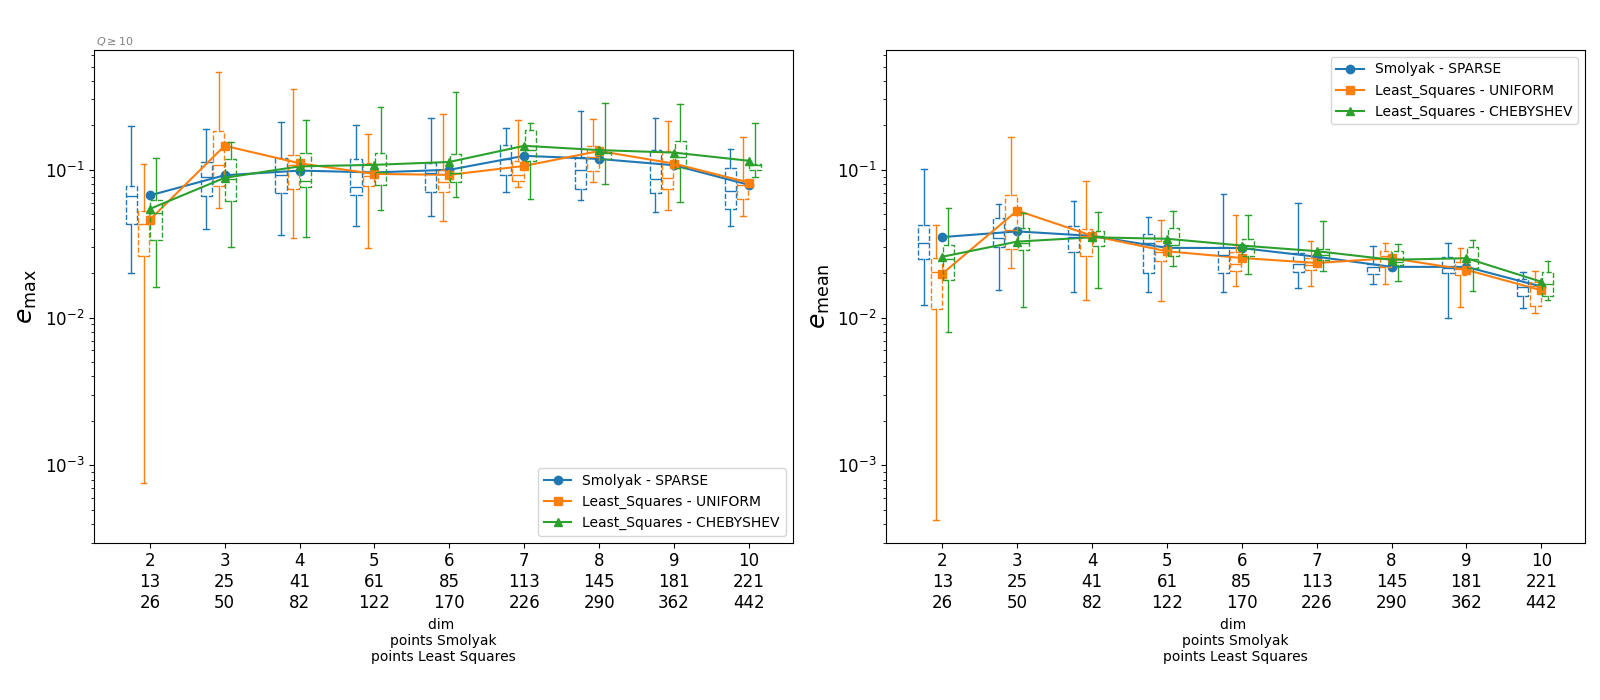 Q ≥ 10
e_max
10⁻¹
10⁻²
10⁻³
Smolyak - SPARSE
Least_Squares - UNIFORM
Least_Squares - CHEBYSHEV
2 3 4 5 6 7 8 9 10
13 25 41 61 85 113 145 181 221
26 50 82 122 170 226 290 362 442
dim
points Smolyak
points Least Squares
e_mean
10⁻¹
10⁻²
10⁻³
Smolyak - SPARSE
Least_Squares - UNIFORM
Least_Squares - CHEBYSHEV
2 3 4 5 6 7 8 9 10
13 25 41 61 85 113 145 181 221
26 50 82 122 170 226 290 362 442
dim
points Smolyak
points Least Squares